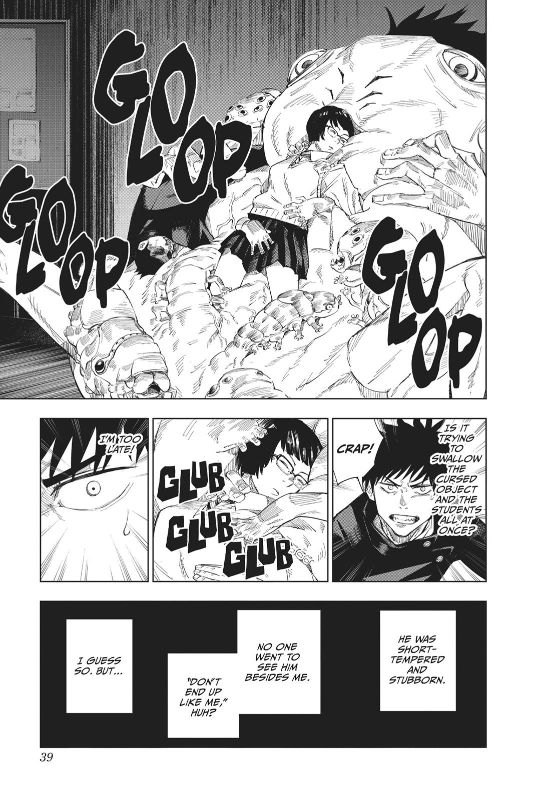 GLOOP
GLOOP
GLOOP
IS IT
TRYING
TO
SWALLOW
THE
CURSED
OBJECT
AND THE
STUDENTS
ALL AT
ONCE?
CRAP!
GLUB
GLUB
GLUB
I'M TOO
LATE!
HE WAS
SHORT-
TEMPERED
AND
STUBBORN.
NO ONE
WENT TO
SEE HIM
BESIDES ME.
"DON'T
END UP
LIKE ME,"
HUH?
I GUESS
SO. BUT...
39